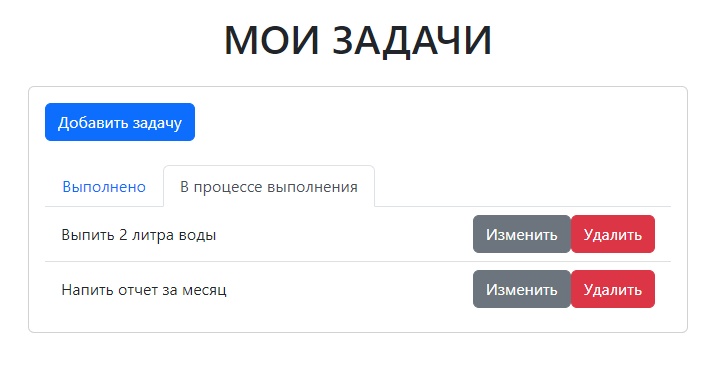 МОИ ЗАДАЧИ
Добавить задачу
Выполнено В процессе выполнения
Выпить 2 литра воды Изменить Удалить
Напить отчет за месяц Изменить Удалить